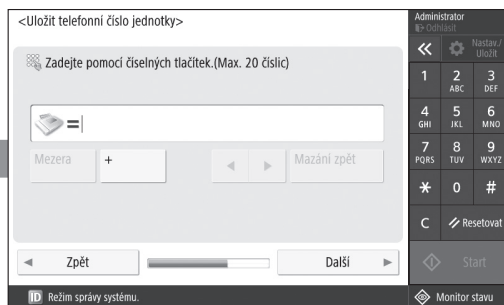 <Uložit telefonní číslo jednotky>
Zadejte pomocí číselných tlačítek.(Max. 20 číslic)
=
Mezera
+
Mazání zpět
Zpět
Další
ID Režim správy systému.
Administrator
Odhlásit
Nastav./
Uložit
1 2 3
ABC DEF
4 5 6
GHI JKL MNO
7 8 9
PQRS TUV WXYZ
* 0 #
C Resetovat
Start
Monitor stavu